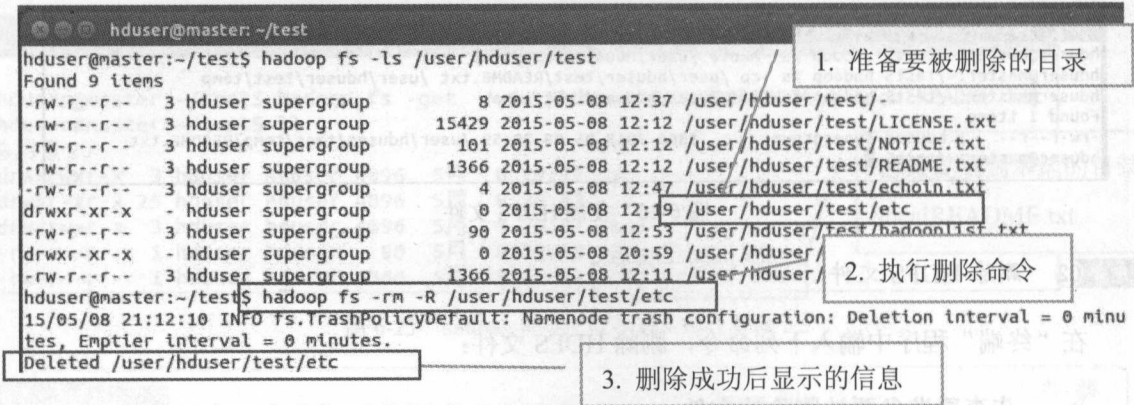 hduser@master: ~/test
hduser@master:~/test$ hadoop fs -ls /user/hduser/test
Found 9 items
-rw-r--r--   3 hduser supergroup          8 2015-05-08 12:37 /user/hduser/test/-
-rw-r--r--   3 hduser supergroup      15429 2015-05-08 12:12 /user/hduser/test/LICENSE.txt
-rw-r--r--   3 hduser supergroup        101 2015-05-08 12:12 /user/hduser/test/NOTICE.txt
-rw-r--r--   3 hduser supergroup       1366 2015-05-08 12:12 /user/hduser/test/README.txt
-rw-r--r--   3 hduser supergroup          4 2015-05-08 12:47 /user/hduser/test/echoin.txt
drwxr-xr-x   - hduser supergroup          0 2015-05-08 12:19 /user/hduser/test/etc
-rw-r--r--   3 hduser supergroup         90 2015-05-08 12:53 /user/hduser/test/hadooplist.txt
drwxr-xr-x   - hduser supergroup          0 2015-05-08 20:59 /user/hduser/
-rw-r--r--   3 hduser supergroup       1366 2015-05-08 12:11 /user/hduser/
hduser@master:~/test$ hadoop fs -rm -R /user/hduser/test/etc
15/05/08 21:12:10 INFO fs.TrashPolicyDefault: Namenode trash configuration: Deletion interval = 0 minu
tes, Emptier interval = 0 minutes.
Deleted /user/hduser/test/etc
1. 准备要被删除的目录
2. 执行删除命令
3. 删除成功后显示的信息